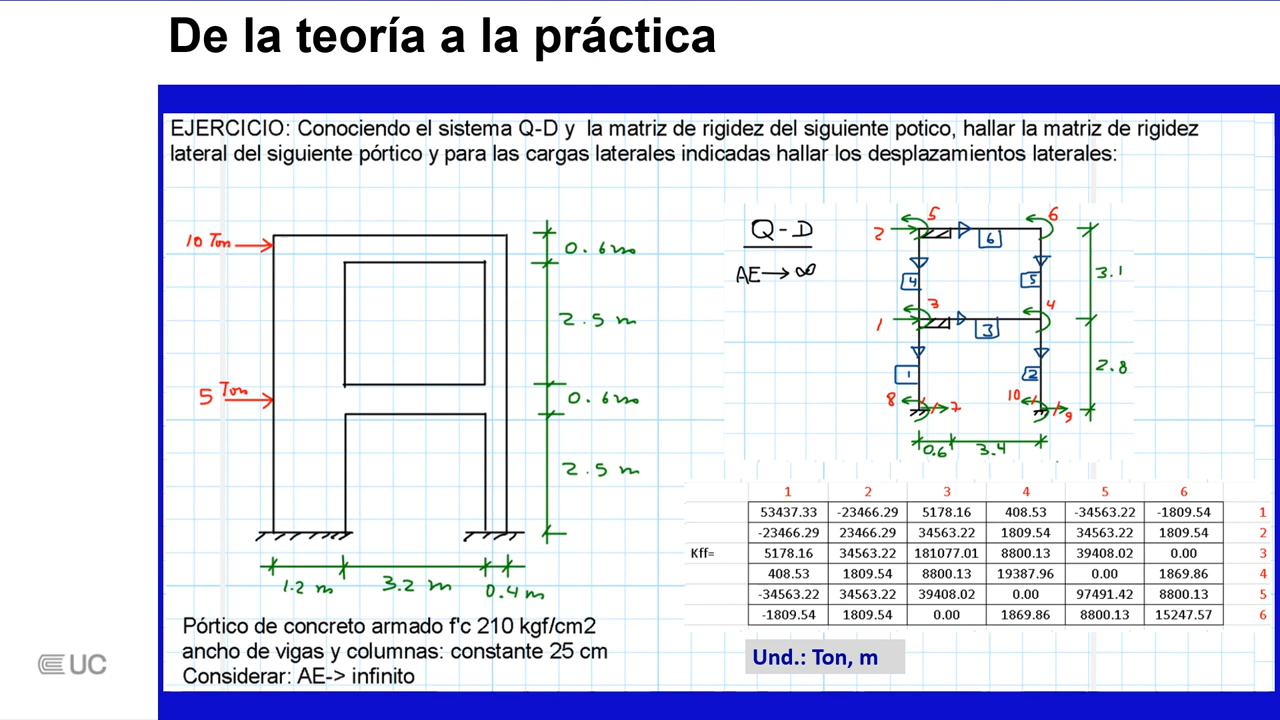 De la teoría a la práctica
EJERCICIO: Conociendo el sistema Q-D y la matriz de rigidez del siguiente potico, hallar la matriz de rigidez
lateral del siguiente pórtico y para las cargas laterales indicadas hallar los desplazamientos laterales:
10 Ton
5 Ton
0.6 m
2.5 m
0.6 m
2.5 m
1.2 m 3.2 m 0.4 m
Q-D
AE→∞
5 6
2 6
4 5 3.1
3 4
1 3
1 2 2.8
8 7 10 9
0.6 3.4
1 2 3 4 5 6
53437.33 -23466.29 5178.16 408.53 -34563.22 -1809.54 1
-23466.29 23466.29 34563.22 1809.54 34563.22 1809.54 2
Kff= 5178.16 34563.22 181077.01 8800.13 39408.02 0.00 3
408.53 1809.54 8800.13 19387.96 0.00 1869.86 4
-34563.22 34563.22 39408.02 0.00 97491.42 8800.13 5
-1809.54 1809.54 0.00 1869.86 8800.13 15247.57 6
Und.: Ton, m
Pórtico de concreto armado f'c 210 kgf/cm2
ancho de vigas y columnas: constante 25 cm
Considerar: AE-> infinito
UC